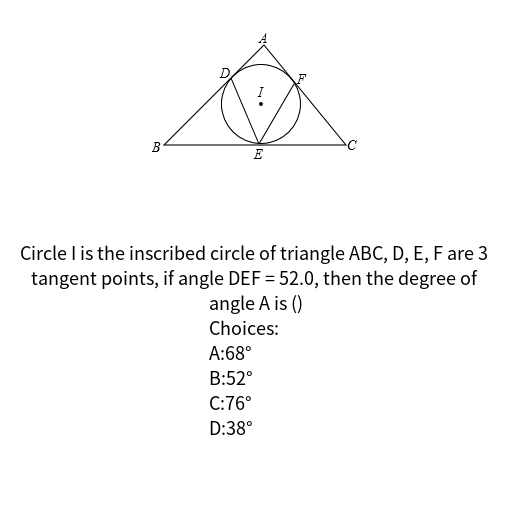 A
D
F
I
B
E
C
Circle I is the inscribed circle of triangle ABC, D, E, F are 3
tangent points, if angle DEF = 52.0, then the degree of
angle A is ()
Choices:
A:68°
B:52°
C:76°
D:38°